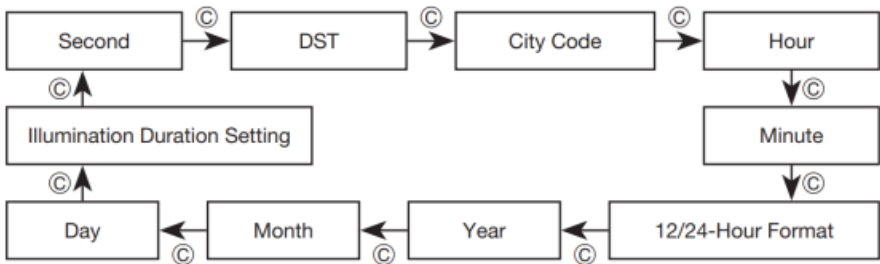 Second Ⓒ DST Ⓒ City Code Ⓒ Hour
Ⓒ Ⓒ
Illumination Duration Setting Minute
Ⓒ Ⓒ
Day Ⓒ Month Ⓒ Year Ⓒ 12/24-Hour Format